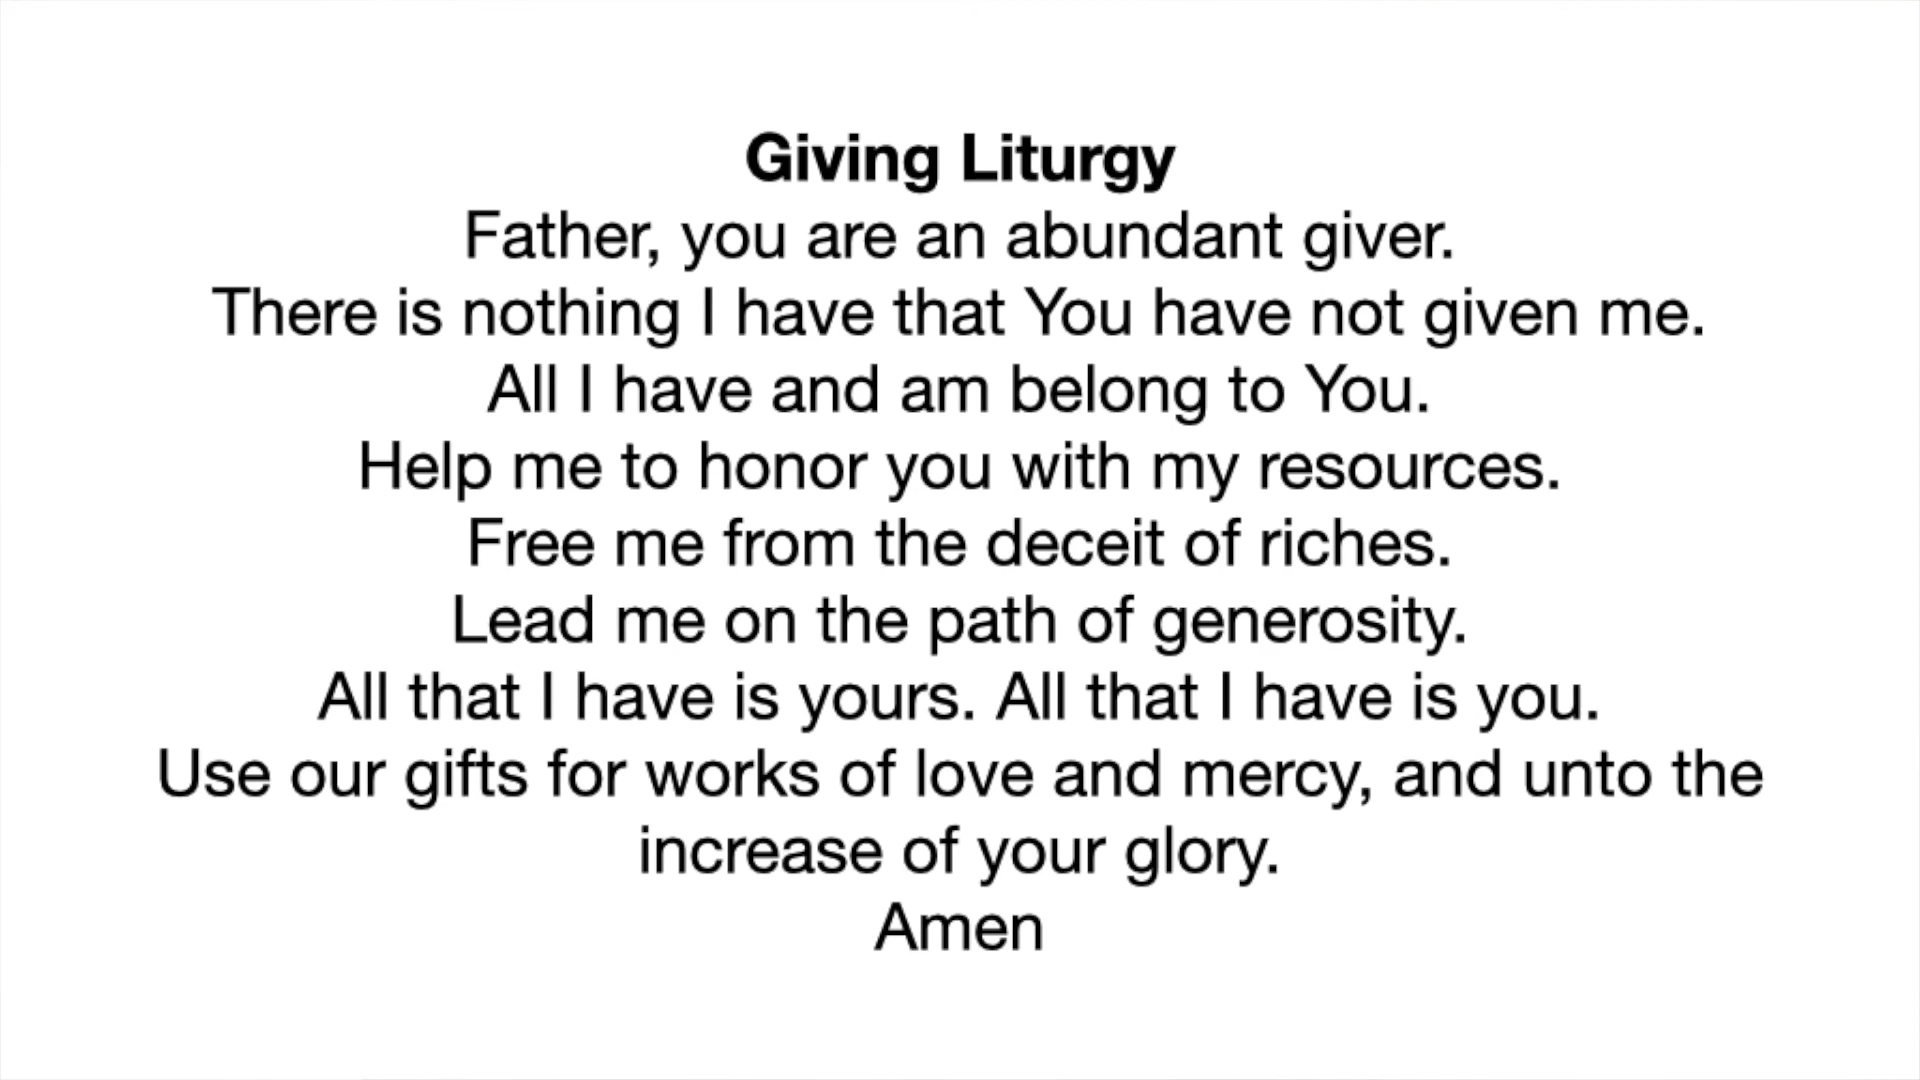 Giving Liturgy
Father, you are an abundant giver.
There is nothing I have that You have not given me.
All I have and am belong to You.
Help me to honor you with my resources.
Free me from the deceit of riches.
Lead me on the path of generosity.
All that I have is yours. All that I have is you.
Use our gifts for works of love and mercy, and unto the
increase of your glory.
Amen